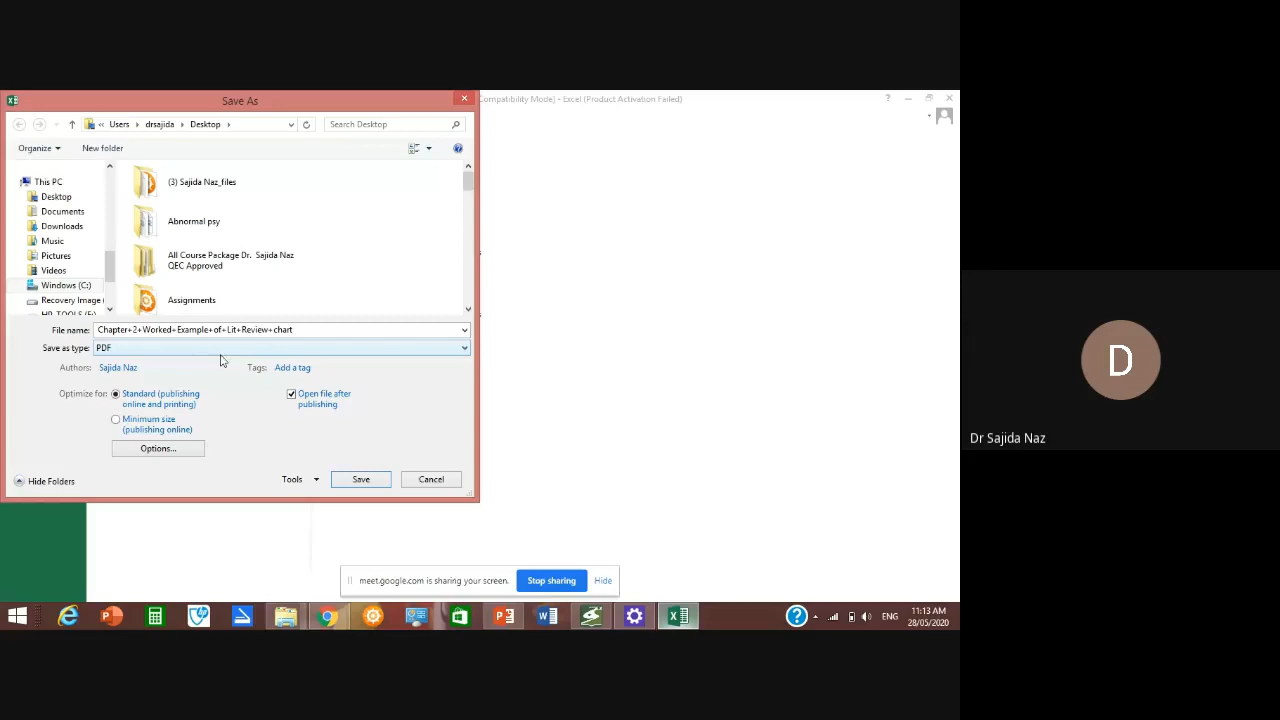 Save As
Compatibility Mode] - Excel (Product Activation Failed)
?
« Users
drsajida
Desktop
Search Desktop
Organize
New folder
This PC
Desktop
Documents
Downloads
Music
Pictures
Videos
Windows (C:)
Recovery Image (
HP_TOOLS (E:)
(3) Sajida Naz_files
Abnormal psy
All Course Package Dr. Sajida Naz
QEC Approved
Assignments
File name: Chapter+2+Worked+Example+of+Lit+Review+chart
Save as type: PDF
Authors: Sajida Naz
Tags: Add a tag
Optimize for:
Standard (publishing
online and printing)
Minimum size
(publishing online)
Open file after
publishing
Options...
Hide Folders
Tools
Save
Cancel
meet.google.com is sharing your screen.
Stop sharing
Hide
ENG
11:13 AM
28/05/2020
D
Dr Sajida Naz